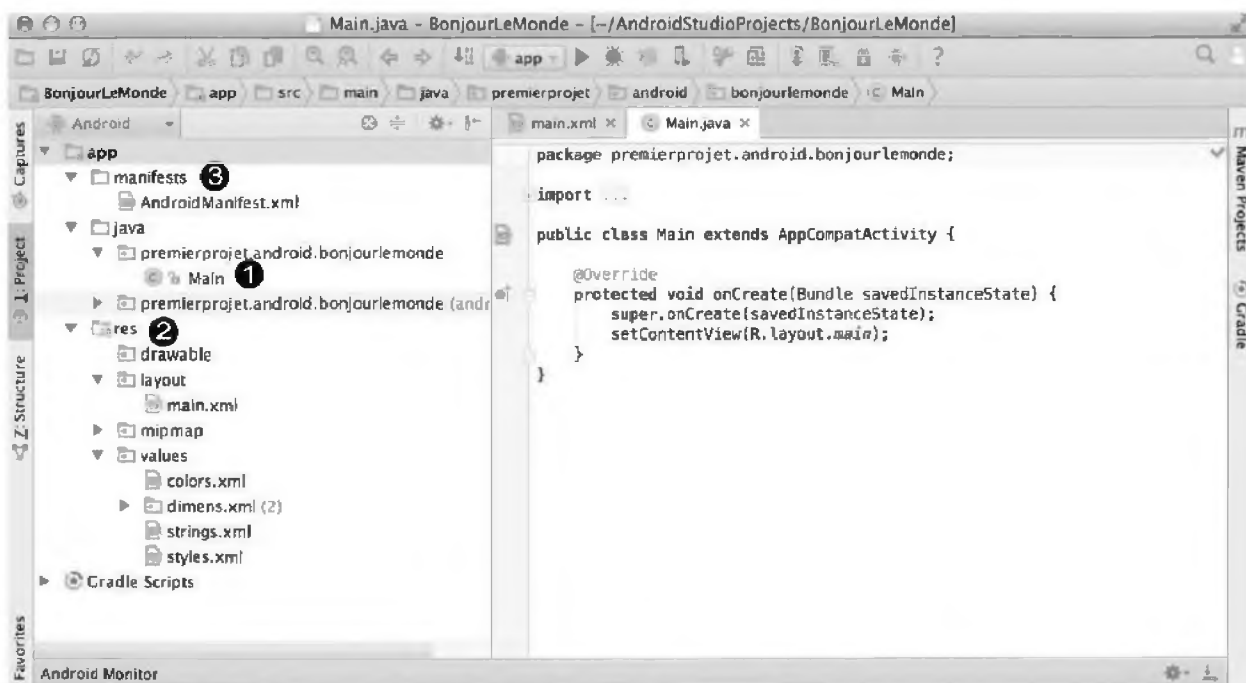 Main.java - BonjourLeMonde - [~/AndroidStudioProjects/BonjourLeMonde]
app
?
BonjourLeMonde app src main java premierprojet android bonjourlemonde C Main
Captures
1: Project
Z: Structure
Favorites
Android
app
manifests 3
AndroidManifest.xml
java
premierprojet.android.bonjourlemonde
C Main 1
premierprojet.android.bonjourlemonde (andr
res 2
drawable
layout
main.xml
mipmap
values
colors.xml
dimens.xml (2)
strings.xml
styles.xml
Gradle Scripts
main.xml × C Main.java ×
package premierprojet.android.bonjourlemonde;
import ...
public class Main extends AppCompatActivity {
@Override
protected void onCreate(Bundle savedInstanceState) {
super.onCreate(savedInstanceState);
setContentView(R.layout.main);
}
}
m Maven Projects
Gradle
Android Monitor